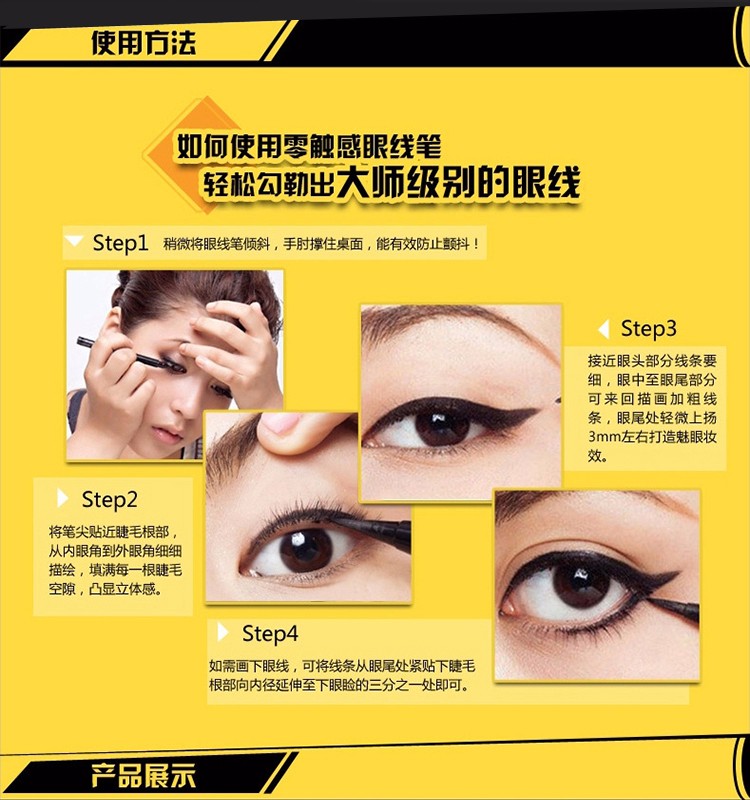 使用方法
如何使用零触感眼线笔
轻松勾勒出大师级别的眼线
Step1 稍微将眼线笔倾斜，手肘撑住桌面，能有效防止颤抖！
Step2
将笔尖贴近睫毛根部，
从内眼角到外眼角细细
描绘，填满每一根睫毛
空隙，凸显立体感。
Step3
接近眼头部分线条要
细，眼中至眼尾部分
可来回描画加粗线
条，眼尾处轻微上扬
3mm左右打造魅眼妆
效。
Step4
如需画下眼线，可将线条从眼尾处紧贴下睫毛
根部向内径延伸至下眼睑的三分之一处即可。
产品展示